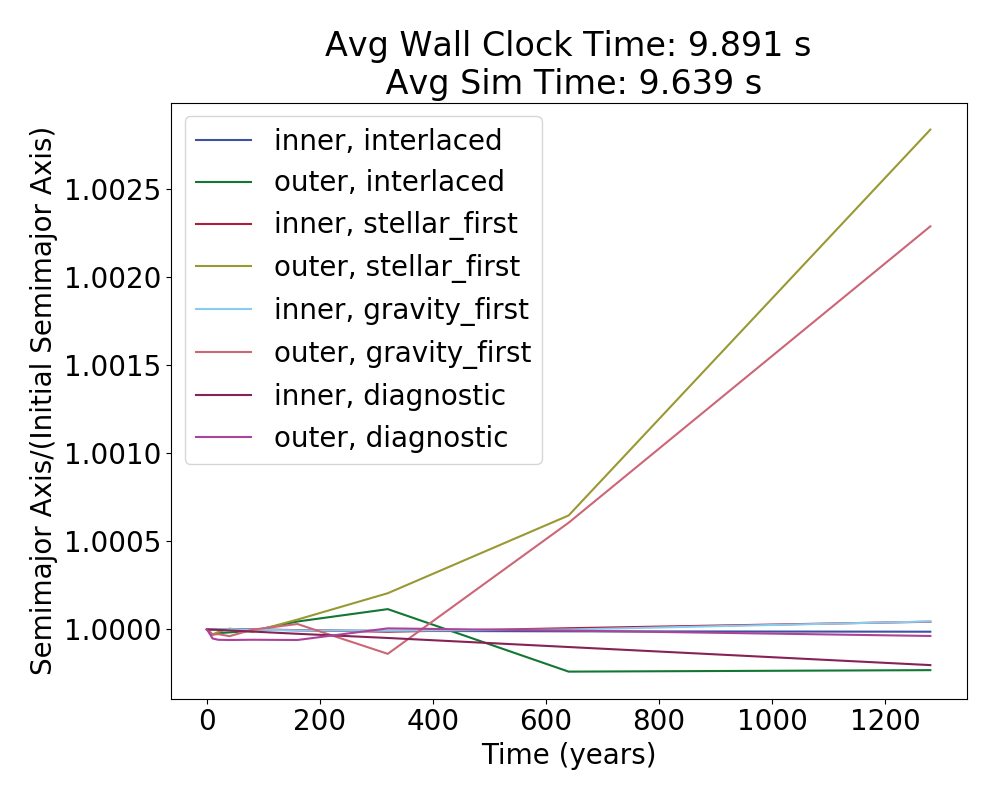 Avg Wall Clock Time: 9.891 s
Avg Sim Time: 9.639 s
Semimajor Axis/(Initial Semimajor Axis)
1.0025
1.0020
1.0015
1.0010
1.0005
1.0000
inner, interlaced
outer, interlaced
inner, stellar_first
outer, stellar_first
inner, gravity_first
outer, gravity_first
inner, diagnostic
outer, diagnostic
0 200 400 600 800 1000 1200
Time (years)